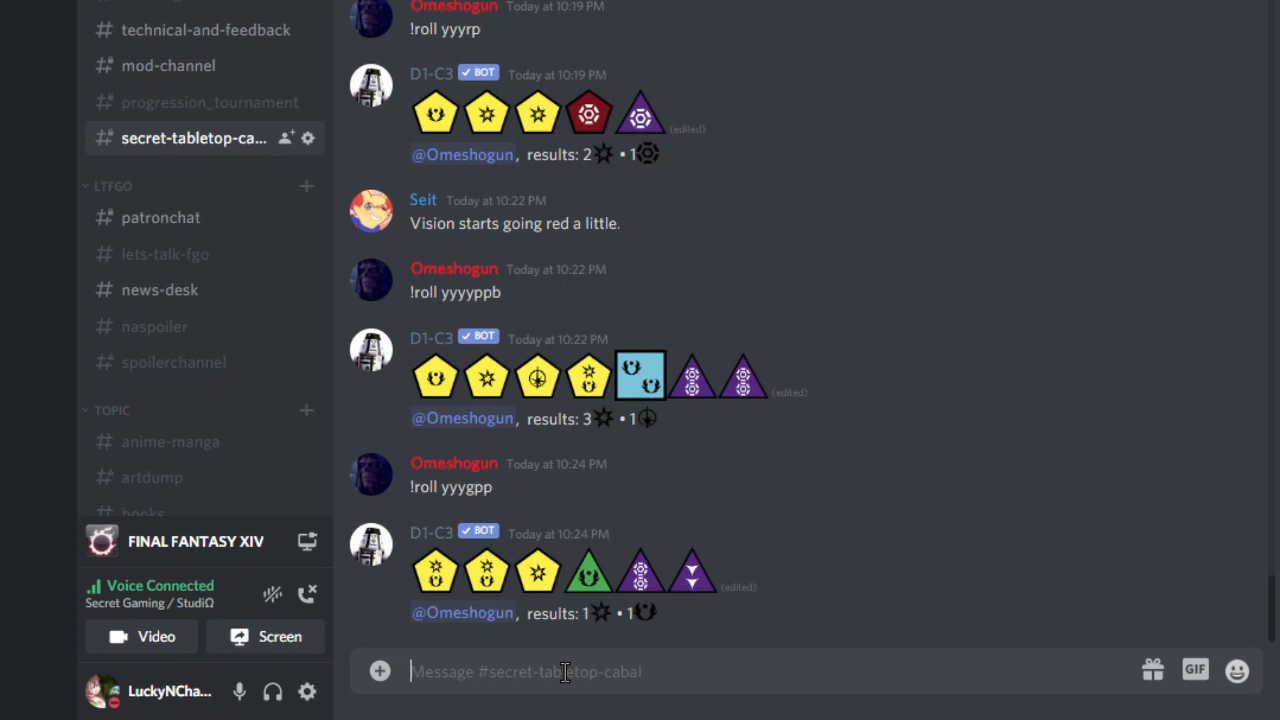 technical-and-feedback
mod-channel
progression_tournament
secret-tabletop-ca...
LTFGO
patronchat
lets-talk-fgo
news-desk
naspoiler
spoilerchannel
TOPIC
anime-manga
artdump
books
FINAL FANTASY XIV
Voice Connected
Secret Gaming / StudiΩ
Video
Screen
LuckyNCha...
Omeshogun Today at 10:19 PM
!roll yyyrp
D1-C3 ✓ BOT Today at 10:19 PM
(edited)
@Omeshogun, results: 2 • 1
Seit Today at 10:22 PM
Vision starts going red a little.
Omeshogun Today at 10:22 PM
!roll yyyyppb
D1-C3 ✓ BOT Today at 10:22 PM
(edited)
@Omeshogun, results: 3 • 1
Omeshogun Today at 10:24 PM
!roll yyygpp
D1-C3 ✓ BOT Today at 10:24 PM
(edited)
@Omeshogun, results: 1 • 1
Message #secret-tabletop-cabal
GIF